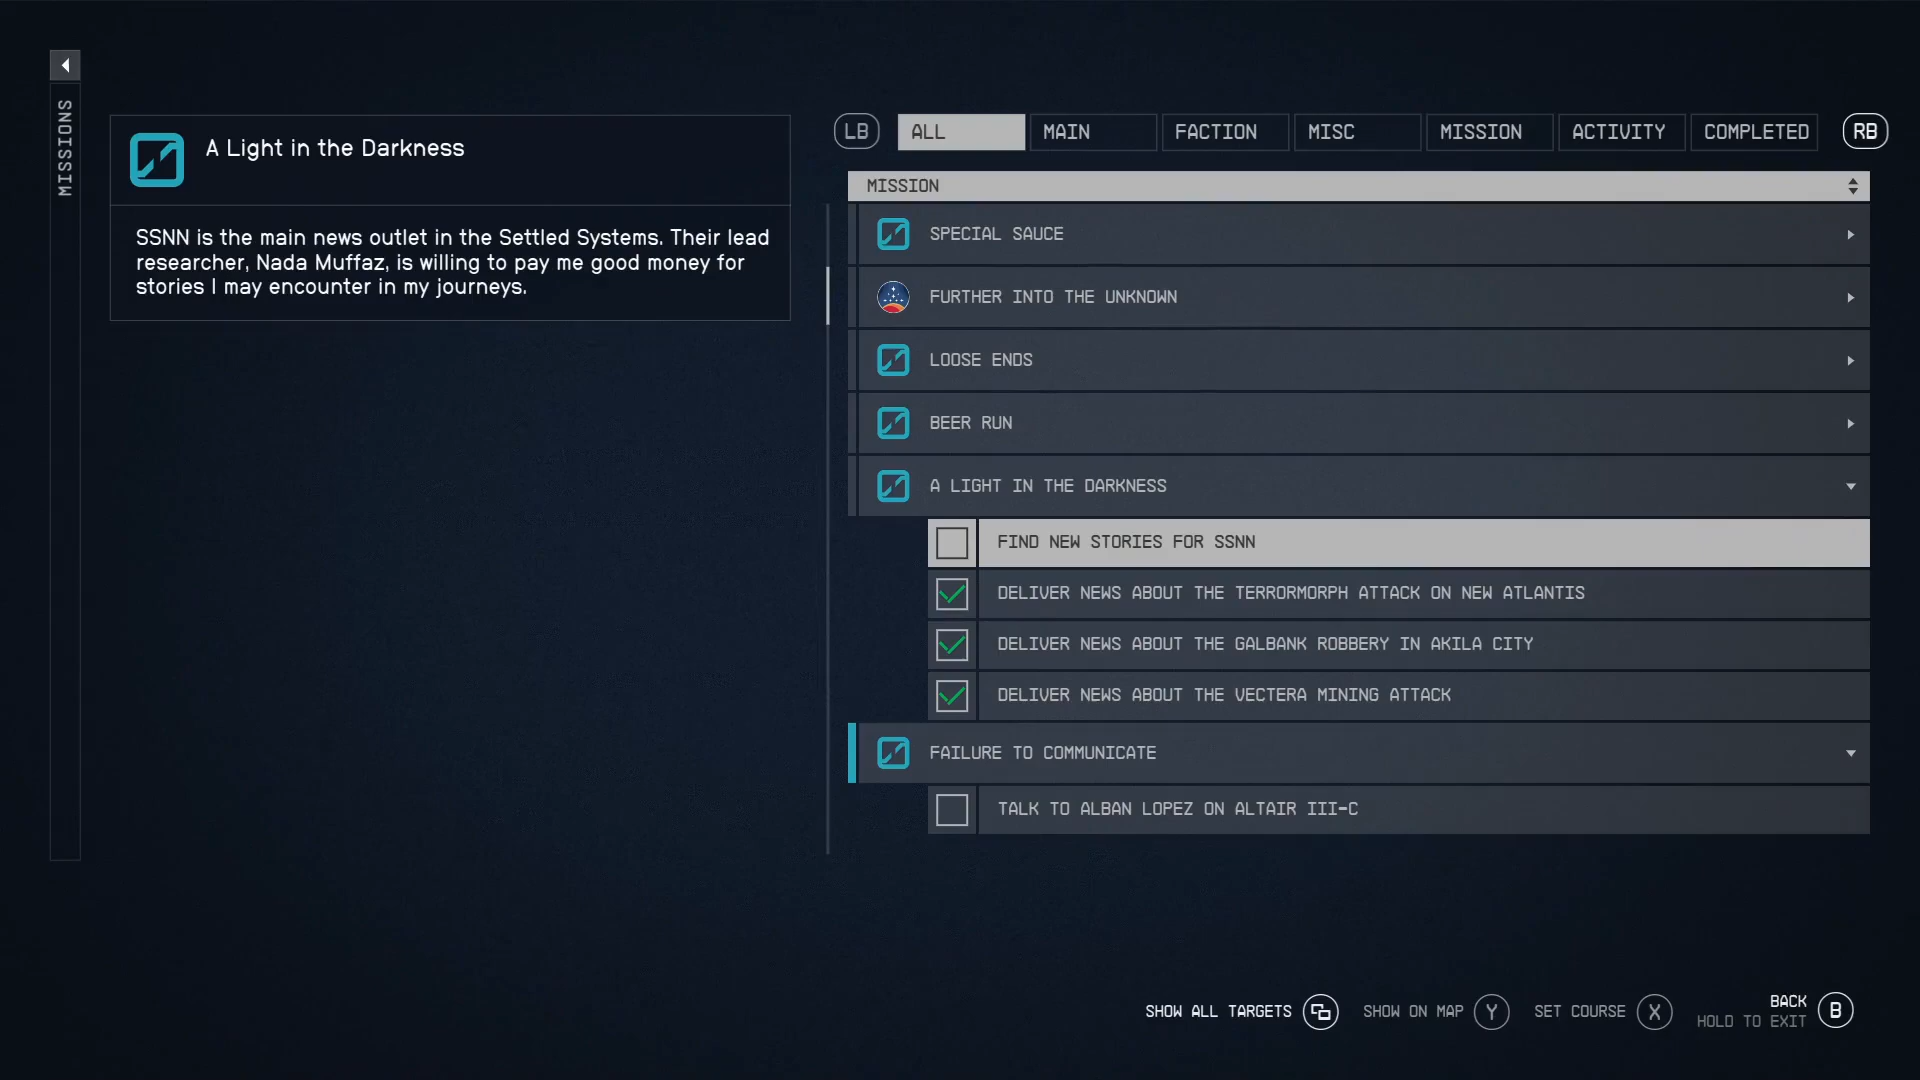 MISSIONS
A Light in the Darkness
SSNN is the main news outlet in the Settled Systems. Their lead
researcher, Nada Muffaz, is willing to pay me good money for
stories I may encounter in my journeys.
LB ALL MAIN FACTION MISC MISSION ACTIVITY COMPLETED RB
MISSION
SPECIAL SAUCE
FURTHER INTO THE UNKNOWN
LOOSE ENDS
BEER RUN
A LIGHT IN THE DARKNESS
FIND NEW STORIES FOR SSNN
DELIVER NEWS ABOUT THE TERRORMORPH ATTACK ON NEW ATLANTIS
DELIVER NEWS ABOUT THE GALBANK ROBBERY IN AKILA CITY
DELIVER NEWS ABOUT THE VECTERA MINING ATTACK
FAILURE TO COMMUNICATE
TALK TO ALBAN LOPEZ ON ALTAIR III-C
SHOW ALL TARGETS SHOW ON MAP Y SET COURSE X BACK B
HOLD TO EXIT